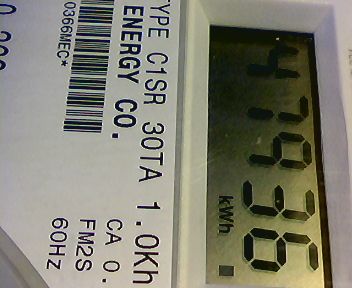 47936
kWh
TYPE C1SR 30TA 1.0Kh
ENERGY CO.
CA 0.
FM2S
60HZ
0366MEC*